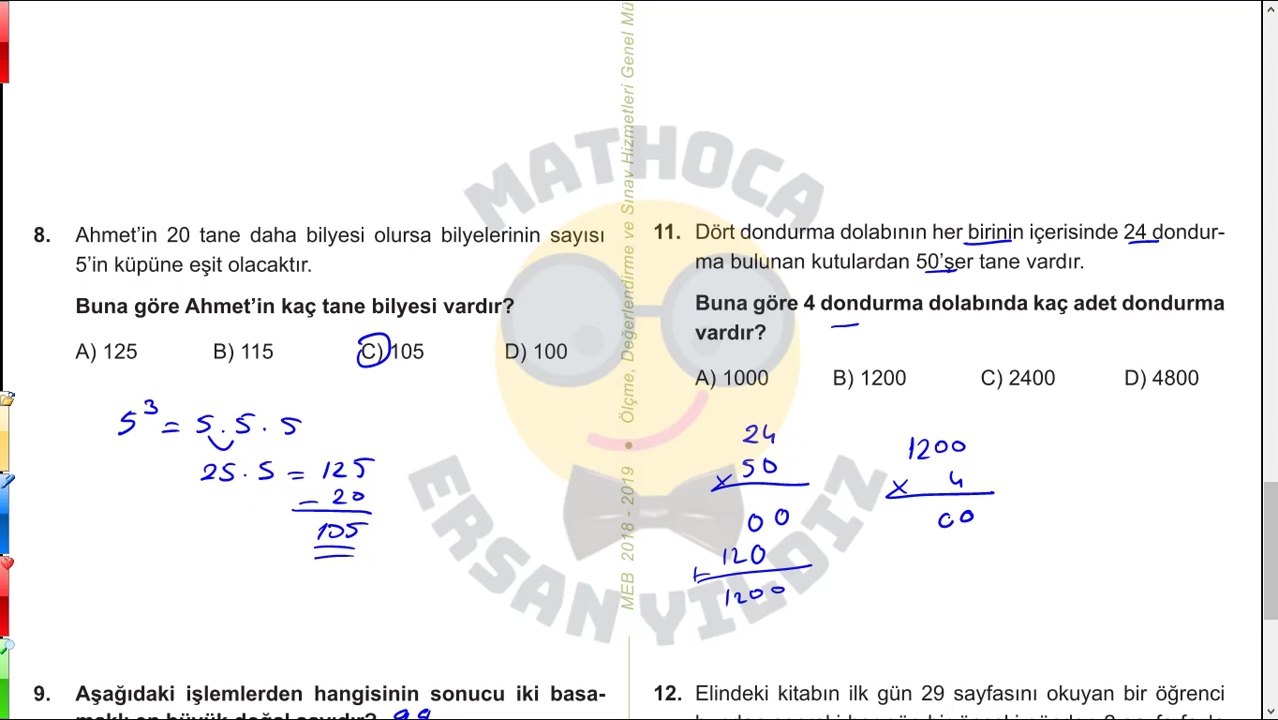 8. Ahmet'in 20 tane daha bilyesi olursa bilyelerinin sayısı
5'in küpüne eşit olacaktır.
Buna göre Ahmet'in kaç tane bilyesi vardır?
A) 125 B) 115 C) 105 D) 100
5³ = 5 . 5 . 5
25 . 5 = 125
- 20
105
9. Aşağıdaki işlemlerden hangisinin sonucu iki basa-
MATHOCA
ERSAN YILDIZ
MEB 2018 - 2019 ● Ölçme, Değerlendirme ve Sınav Hizmetleri Genel Mü
11. Dört dondurma dolabının her birinin içerisinde 24 dondur-
ma bulunan kutulardan 50'şer tane vardır.
Buna göre 4 dondurma dolabında kaç adet dondurma
vardır?
A) 1000 B) 1200 C) 2400 D) 4800
24
x 50
00
+ 120
1200
1200
x 4
00
12. Elindeki kitabın ilk gün 29 sayfasını okuyan bir öğrenci